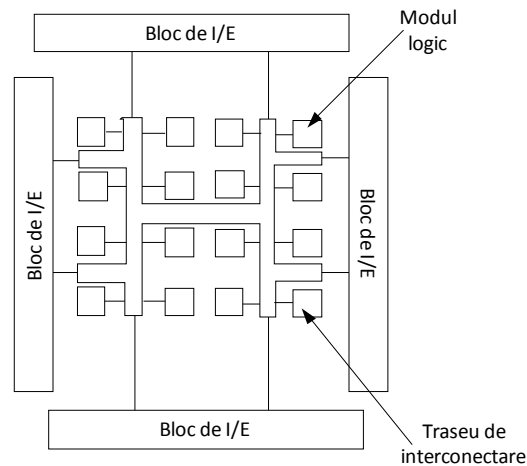 Modul
logic
Bloc de I/E
Bloc de I/E
Bloc de I/E
Bloc de I/E
Traseu de
interconectare